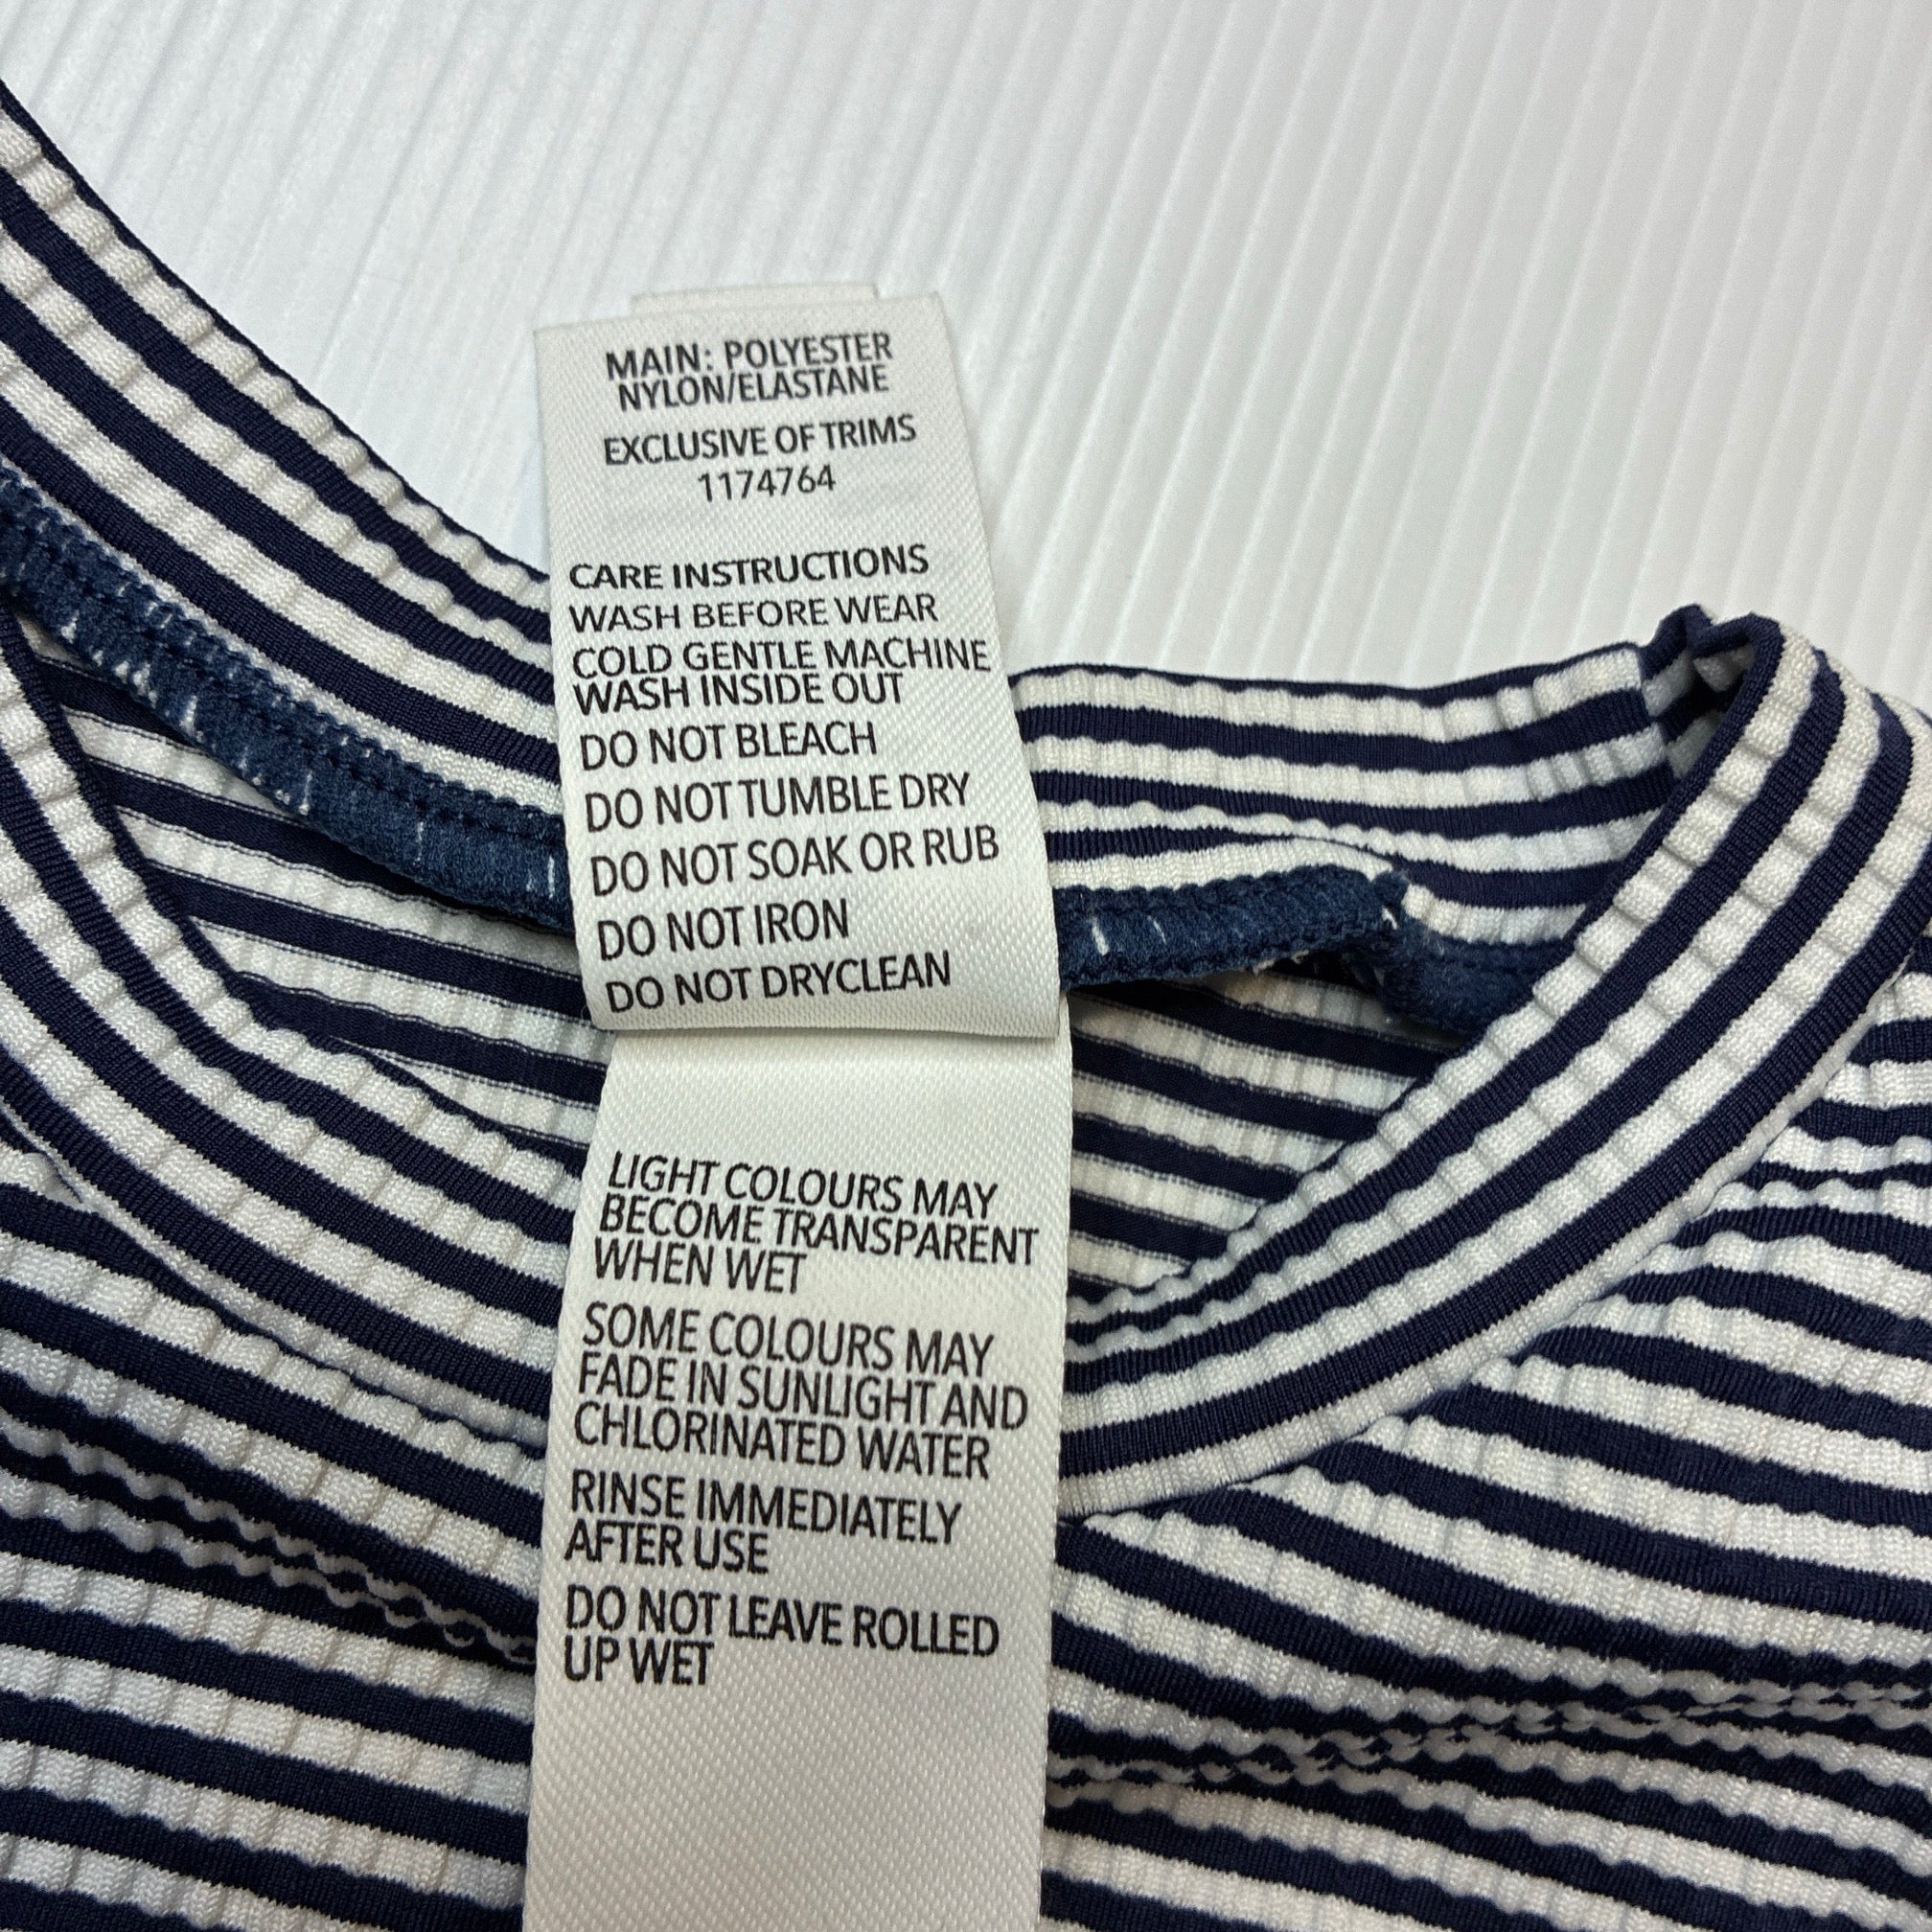 MAIN: POLYESTER
NYLON/ELASTANE
EXCLUSIVE OF TRIMS
1174764
CARE INSTRUCTIONS
WASH BEFORE WEAR
COLD GENTLE MACHINE
WASH INSIDE OUT
DO NOT BLEACH
DO NOT TUMBLE DRY
DO NOT SOAK OR RUB
DO NOT IRON
DO NOT DRYCLEAN
LIGHT COLOURS MAY
BECOME TRANSPARENT
WHEN WET
SOME COLOURS MAY
FADE IN SUNLIGHT AND
CHLORINATED WATER
RINSE IMMEDIATELY
AFTER USE
DO NOT LEAVE ROLLED
UP WET